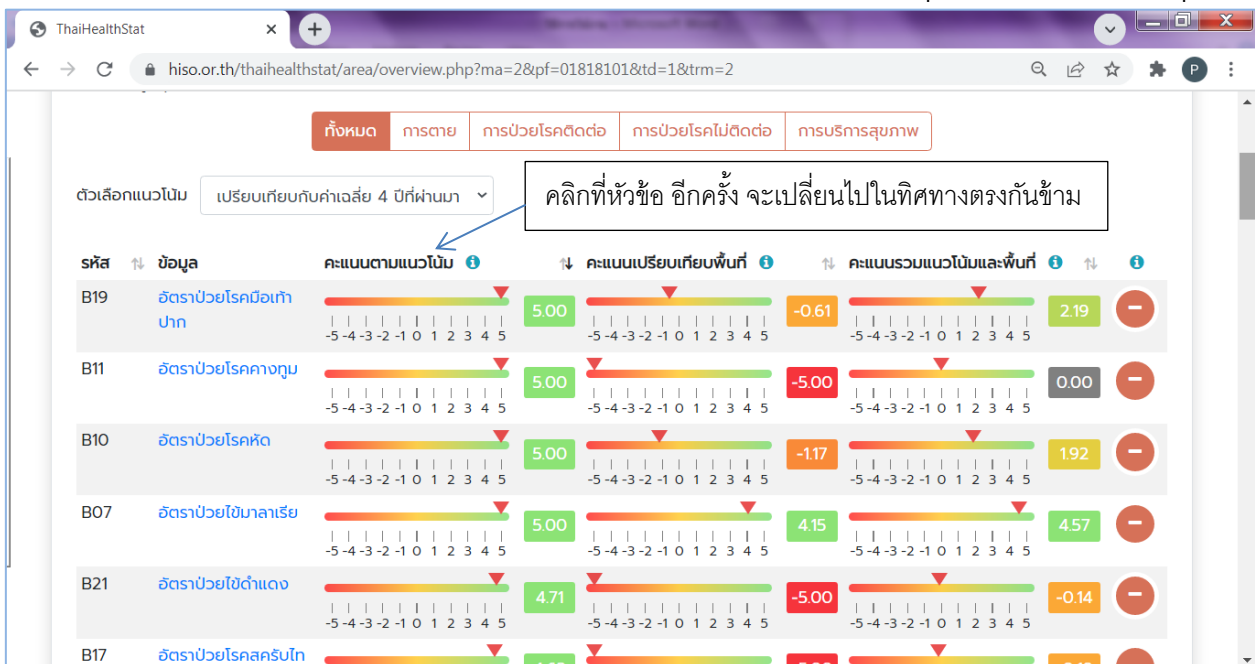 ThaiHealthStat
hiso.or.th/thaihealthstat/area/overview.php?ma=2&pf=01818101&td=1&trm=2
P
ทั้งหมด การตาย การป่วยโรคติดต่อ การป่วยโรคไม่ติดต่อ การบริการสุขภาพ
ตัวเลือกแนวโน้ม เปรียบเทียบกับค่าเฉลี่ย 4 ปีที่ผ่านมา
คลิกที่หัวข้อ อีกครั้ง จะเปลี่ยนไปในทิศทางตรงกันข้าม
รหัส ข้อมูล คะแนนตามแนวโน้ม คะแนนเปรียบเทียบพื้นที่ คะแนนรวมแนวโน้มและพื้นที่
B19 อัตราป่วยโรคมือเท้า 5.00 -0.61 2.19
ปาก
-5 -4 -3 -2 -1 0 1 2 3 4 5 -5 -4 -3 -2 -1 0 1 2 3 4 5 -5 -4 -3 -2 -1 0 1 2 3 4 5
B11 อัตราป่วยโรคคางทูม 5.00 -5.00 0.00
-5 -4 -3 -2 -1 0 1 2 3 4 5 -5 -4 -3 -2 -1 0 1 2 3 4 5 -5 -4 -3 -2 -1 0 1 2 3 4 5
B10 อัตราป่วยโรคหัด 5.00 -1.17 1.92
-5 -4 -3 -2 -1 0 1 2 3 4 5 -5 -4 -3 -2 -1 0 1 2 3 4 5 -5 -4 -3 -2 -1 0 1 2 3 4 5
B07 อัตราป่วยไข้มาลาเรีย 5.00 4.15 4.57
-5 -4 -3 -2 -1 0 1 2 3 4 5 -5 -4 -3 -2 -1 0 1 2 3 4 5 -5 -4 -3 -2 -1 0 1 2 3 4 5
B21 อัตราป่วยไข้ดำแดง 4.71 -5.00 -0.14
-5 -4 -3 -2 -1 0 1 2 3 4 5 -5 -4 -3 -2 -1 0 1 2 3 4 5 -5 -4 -3 -2 -1 0 1 2 3 4 5
B17 อัตราป่วยโรคสครับไท